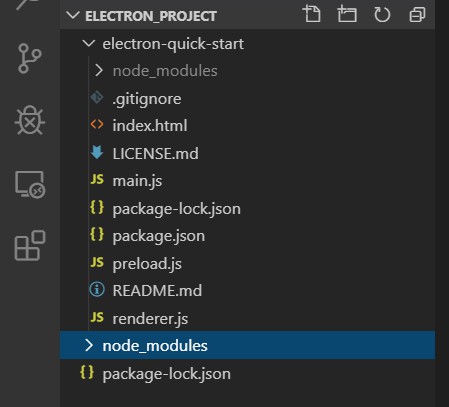 ELECTRON_PROJECT
electron-quick-start
node_modules
.gitignore
index.html
LICENSE.md
JS main.js
package-lock.json
package.json
JS preload.js
README.md
JS renderer.js
node_modules
package-lock.json